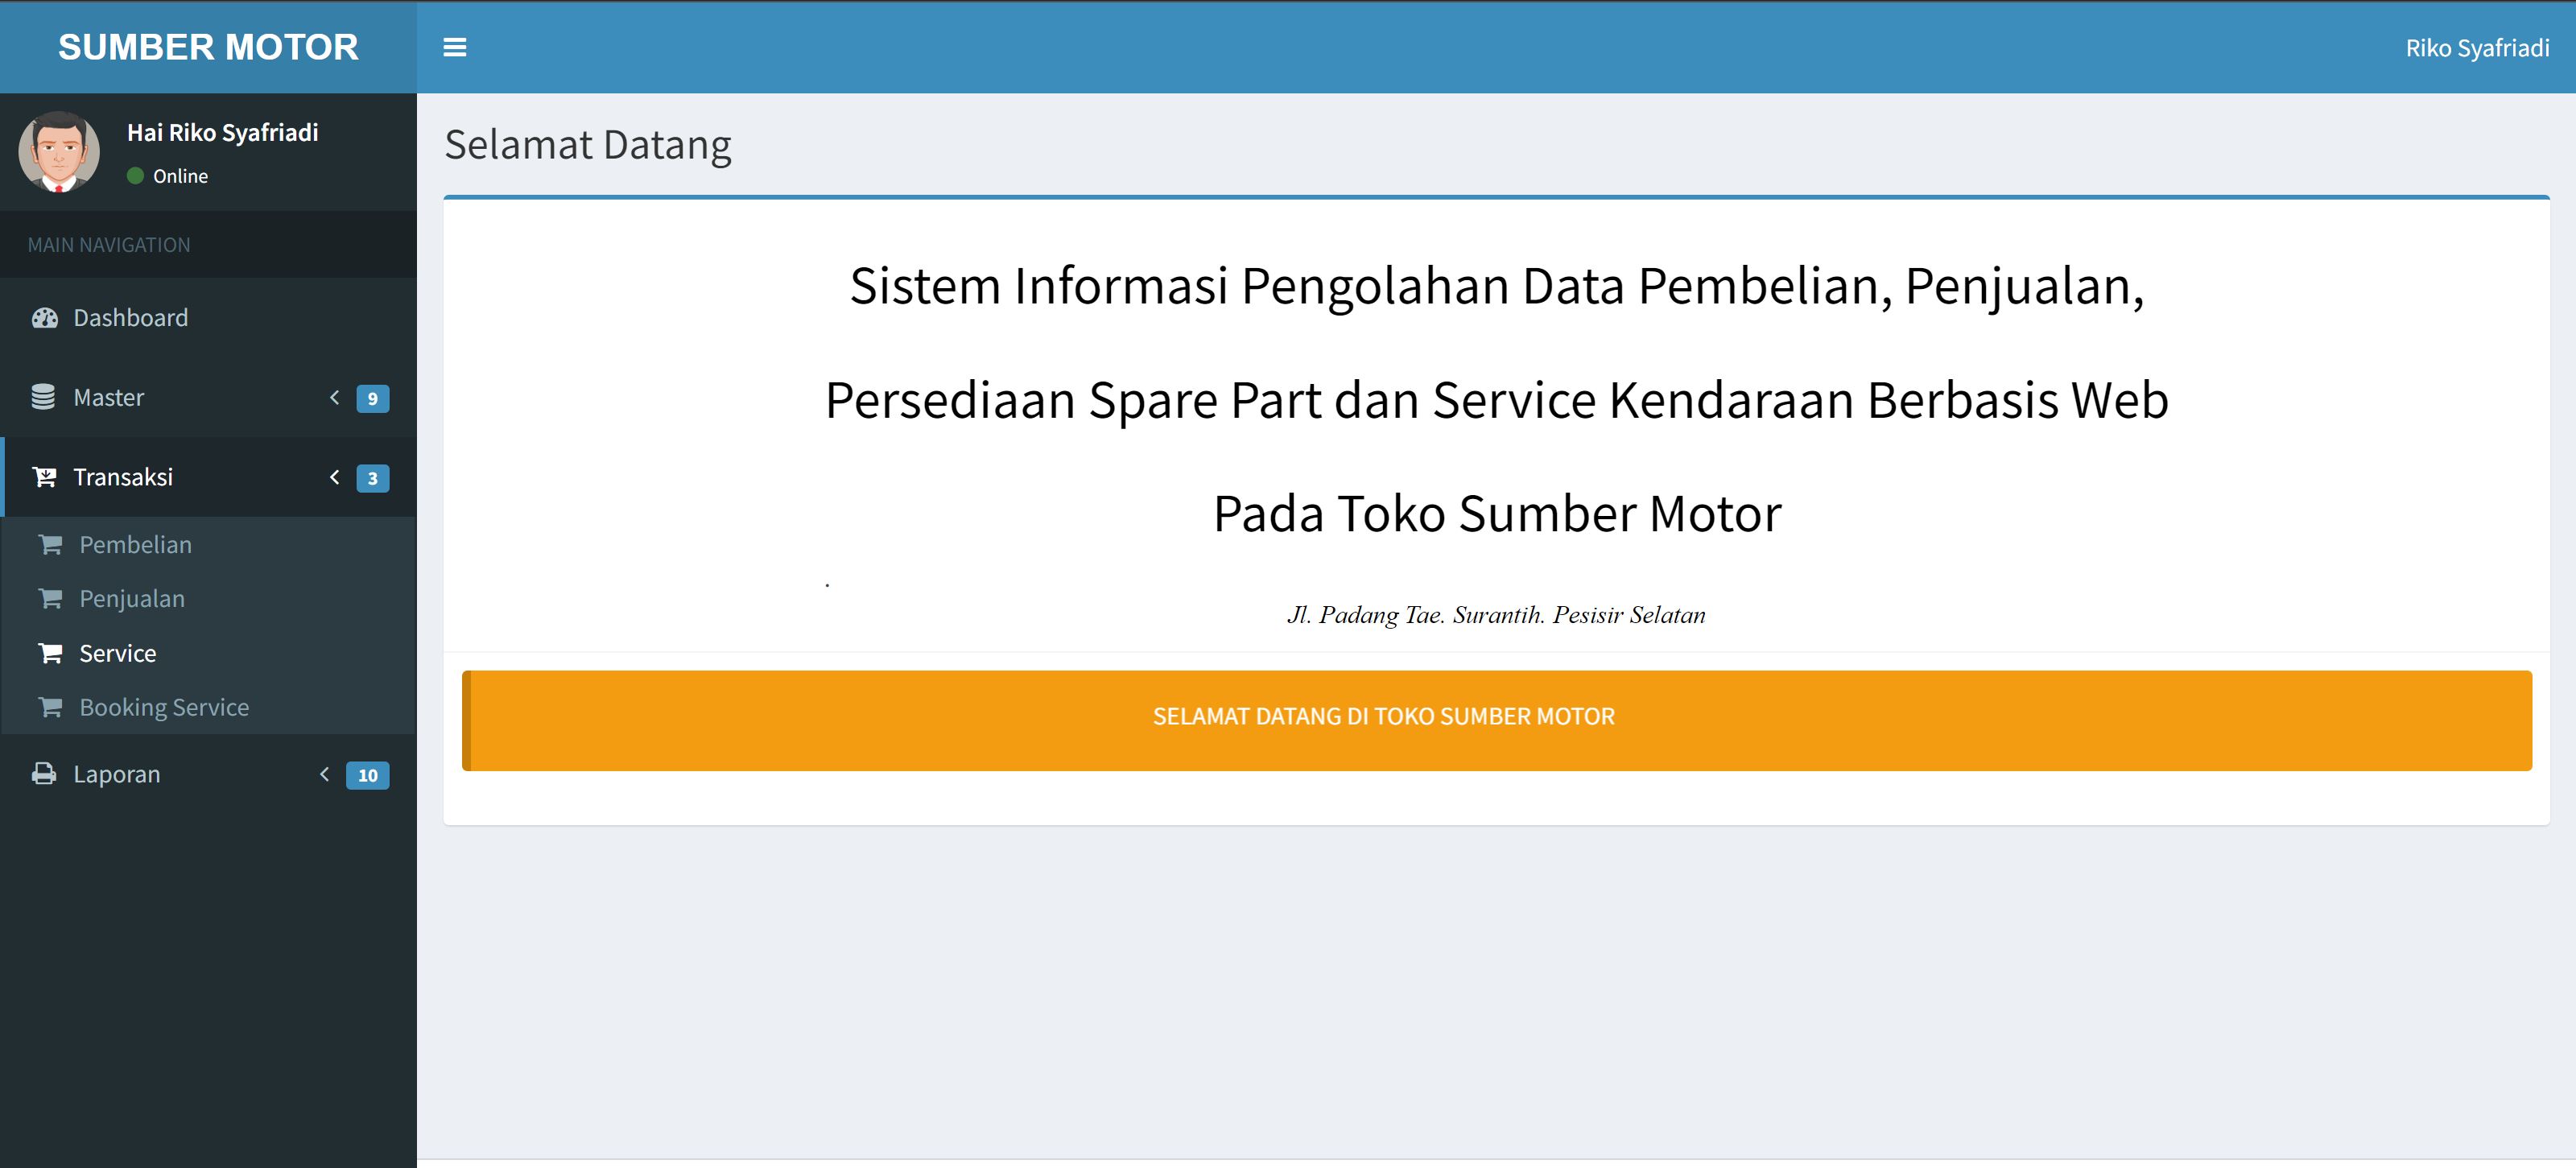 SUMBER MOTOR
Riko Syafriadi
Hai Riko Syafriadi
Online
MAIN NAVIGATION
Dashboard
Master 9
Transaksi 3
Pembelian
Penjualan
Service
Booking Service
Laporan 10
Selamat Datang
Sistem Informasi Pengolahan Data Pembelian, Penjualan,
Persediaan Spare Part dan Service Kendaraan Berbasis Web
Pada Toko Sumber Motor
.
Jl. Padang Tae. Surantih. Pesisir Selatan
SELAMAT DATANG DI TOKO SUMBER MOTOR